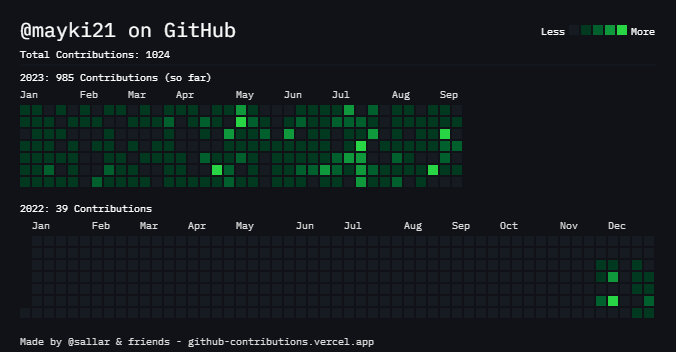 @mayki21 on GitHub
Less More
Total Contributions: 1024
2023: 985 Contributions (so far)
Jan Feb Mar Apr May Jun Jul Aug Sep
2022: 39 Contributions
Jan Feb Mar Apr May Jun Jul Aug Sep Oct Nov Dec
Made by @sallar & friends - github-contributions.vercel.app